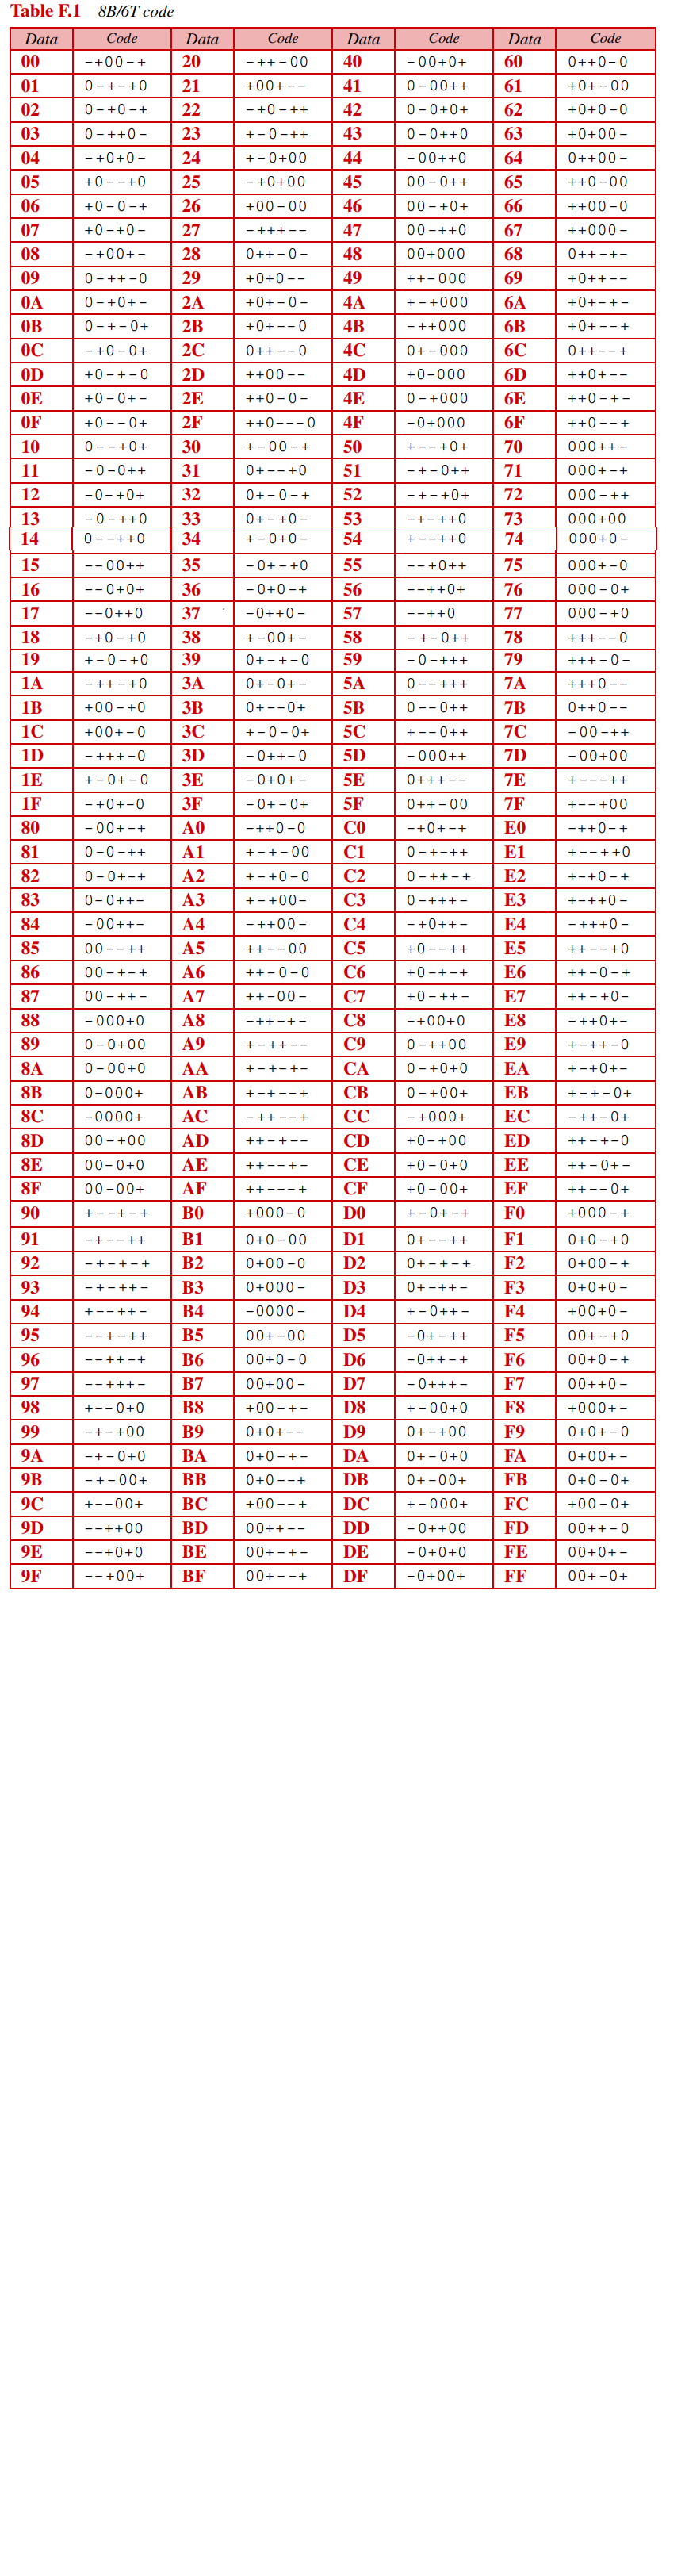 Table F.1 8B/6T code
Data Code Data Code Data Code Data Code
00 -+00-+ 20 -++-00 40 -00+0+ 60 0++0-0
01 0-+-+0 21 +00+-- 41 0-00++ 61 +0+-00
02 0-+0-+ 22 -+0-++ 42 0-0+0+ 62 +0+0-0
03 0-++0- 23 +-0-++ 43 0-0++0 63 +0+00-
04 -+0+0- 24 +-0+00 44 -00++0 64 0++00-
05 +0--+0 25 -+0+00 45 00-0++ 65 ++0-00
06 +0-0-+ 26 +00-00 46 00-+0+ 66 ++00-0
07 +0-+0- 27 -+++-- 47 00-++0 67 ++000-
08 -+00+- 28 0++-0- 48 00+000 68 0++-+-
09 0-++-0 29 +0+0-- 49 ++-000 69 +0++--
0A 0-+0+- 2A +0+-0- 4A +-+000 6A +0+-+-
0B 0-+-0+ 2B +0+--0 4B -++000 6B +0+--+
0C -+0-0+ 2C 0++--0 4C 0+-000 6C 0++--+
0D +0-+-0 2D ++00-- 4D +0-000 6D ++0+--
0E +0-0+- 2E ++0-0- 4E 0-+000 6E ++0-+-
0F +0--0+ 2F ++0---0 4F -0+000 6F ++0--+
10 0--+0+ 30 +-00-+ 50 +--+0+ 70 000++-
11 -0-0++ 31 0+--+0 51 -+-0++ 71 000+-+
12 -0-+0+ 32 0+-0-+ 52 -+-+0+ 72 000-++
13 -0-++0 33 0+-+0- 53 -+-++0 73 000+00
14 0--++0 34 +-0+0- 54 +--++0 74 000+0-
15 --00++ 35 -0+-+0 55 --+0++ 75 000+-0
16 --0+0+ 36 -0+0-+ 56 --++0+ 76 000-0+
17 --0++0 37 -0++0- 57 --++0 77 000-+0
18 -+0-+0 38 +-00+- 58 -+-0++ 78 +++--0
19 +-0-+0 39 0+-+-0 59 -0-+++ 79 +++-0-
1A -++-+0 3A 0+-0+- 5A 0--+++ 7A +++0--
1B +00-+0 3B 0+--0+ 5B 0--0++ 7B 0++0--
1C +00+-0 3C +-0-0+ 5C +--0++ 7C -00-++
1D -+++-0 3D -0++-0 5D -000++ 7D -00+00
1E +-0+-0 3E -0+0+- 5E 0+++-- 7E +---++
1F -+0+-0 3F -0+-0+ 5F 0++-00 7F +--+00
80 -00+-+ A0 -++0-0 C0 -+0+-+ E0 -++0-+
81 0-0-++ A1 +-+-00 C1 0-+-++ E1 +--++0
82 0-0+-+ A2 +-+0-0 C2 0-++-+ E2 +-+0-+
83 0-0++- A3 +-+00- C3 0-+++- E3 +-++0-
84 -00++- A4 -++00- C4 -+0++- E4 -+++0-
85 00--++ A5 ++--00 C5 +0--++ E5 ++--+0
86 00-+-+ A6 ++-0-0 C6 +0-+-+ E6 ++-0-+
87 00-++- A7 ++-00- C7 +0-++- E7 ++-+0-
88 -000+0 A8 -++-+- C8 -+00+0 E8 -++0+-
89 0-0+00 A9 +-++-- C9 0-++00 E9 +-++-0
8A 0-00+0 AA +-+-+- CA 0-+0+0 EA +-+0+-
8B 0-000+ AB +-+--+ CB 0-+00+ EB +-+-0+
8C -0000+ AC -++--+ CC -+000+ EC -++-0+
8D 00-+00 AD ++-+-- CD +0-+00 ED ++-+-0
8E 00-0+0 AE ++--+- CE +0-0+0 EE ++-0+-
8F 00-00+ AF ++---+ CF +0-00+ EF ++--0+
90 +--+-+ B0 +000-0 D0 +-0+-+ F0 +000-+
91 -+--++ B1 0+0-00 D1 0+--++ F1 0+0-+0
92 -+-+-+ B2 0+00-0 D2 0+-+-+ F2 0+00-+
93 -+-++- B3 0+000- D3 0+-++- F3 0+0+0-
94 +--++- B4 -0000- D4 +-0++- F4 +00+0-
95 --+-++ B5 00+-00 D5 -0+-++ F5 00+-+0
96 --++-+ B6 00+0-0 D6 -0++-+ F6 00+0-+
97 --+++- B7 00+00- D7 -0+++- F7 00++0-
98 +--0+0 B8 +00-+- D8 +-00+0 F8 +000+-
99 -+-+00 B9 0+0+-- D9 0+-+00 F9 0+0+-0
9A -+-0+0 BA 0+0-+- DA 0+-0+0 FA 0+00+-
9B -+-00+ BB 0+0--+ DB 0+-00+ FB 0+0-0+
9C +--00+ BC +00--+ DC +-000+ FC +00-0+
9D --++00 BD 00++-- DD -0++00 FD 00++-0
9E --+0+0 BE 00+-+- DE -0+0+0 FE 00+0+-
9F --+00+ BF 00+--+ DF -0+00+ FF 00+-0+